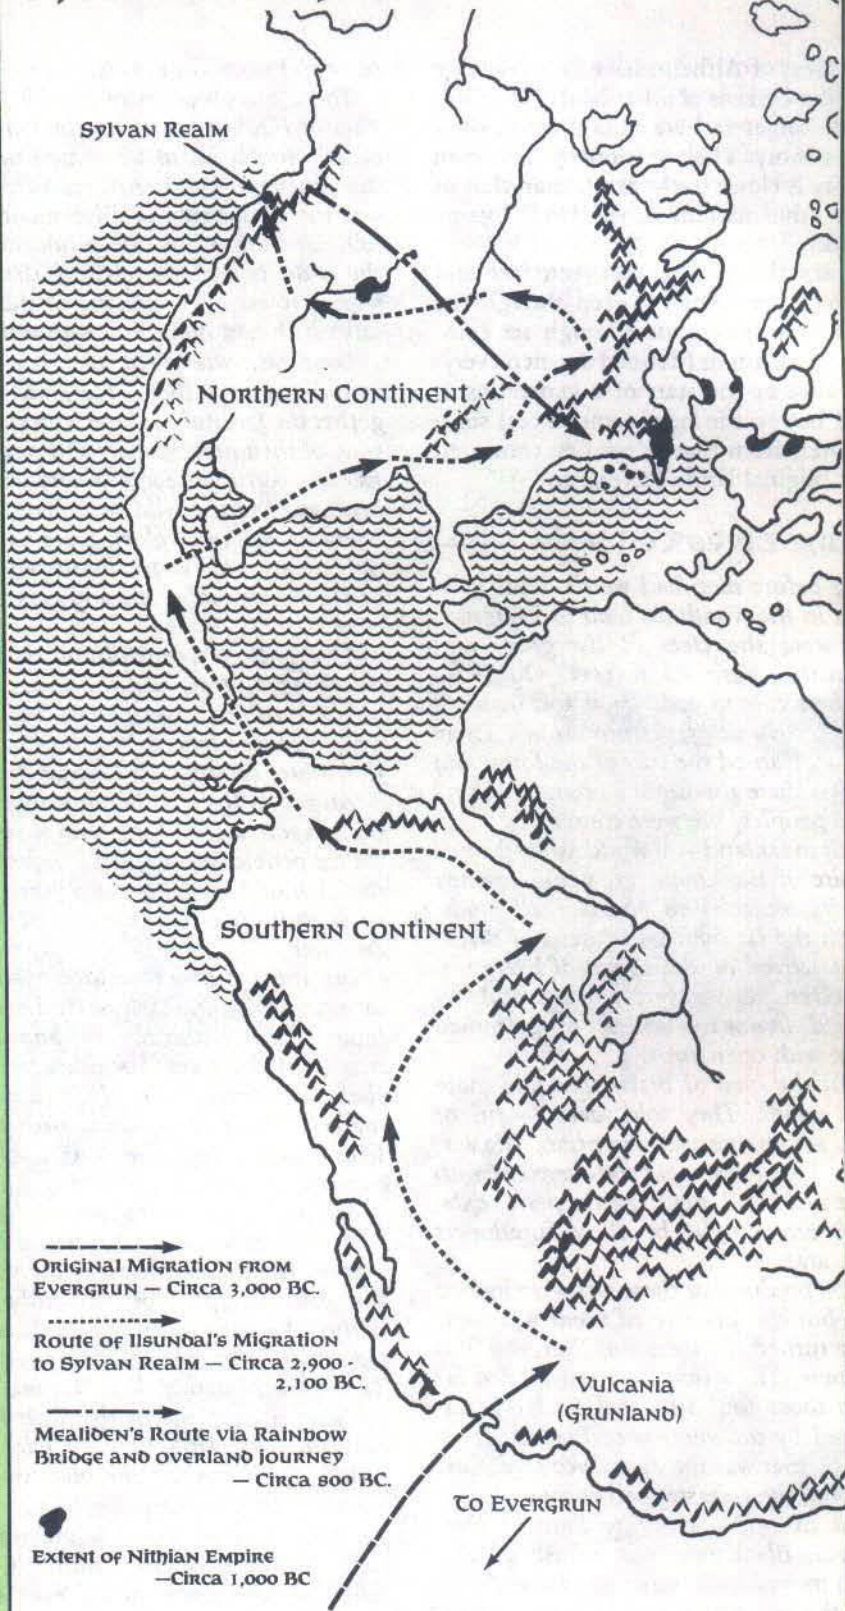 Sylvan Realm
Northern Continent
Southern Continent
Original Migration from
Evergrun – Circa 3,000 BC.
Route of Ilsundal's Migration
to Sylvan Realm — Circa 2,900 -
2,100 BC.
Mealiden's Route via Rainbow
Bridge and overland journey
— Circa 800 BC.
Extent of Nithian Empire
—Circa 1,000 BC
Vulcania
(Grunland)
To Evergrun